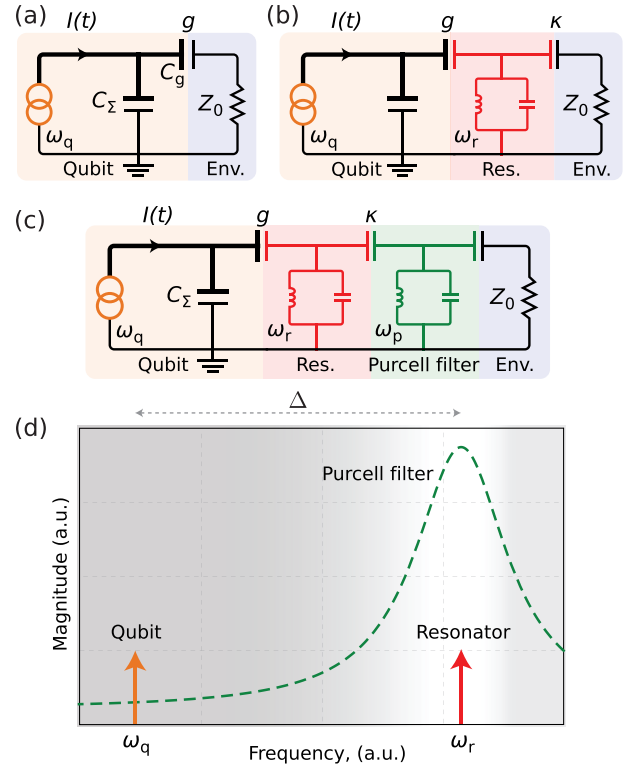 (a)
I(t)
g
C_g
C_Σ
Z_0
ω_q
Qubit
Env.
(b)
I(t)
g
κ
Z_0
ω_q
ω_r
Qubit
Res.
Env.
(c)
I(t)
g
κ
C_Σ
Z_0
ω_q
ω_r
ω_p
Qubit
Res.
Purcell filter
Env.
Δ
(d)
Purcell filter
Qubit
Resonator
Magnitude (a.u.)
ω_q
ω_r
Frequency, (a.u.)